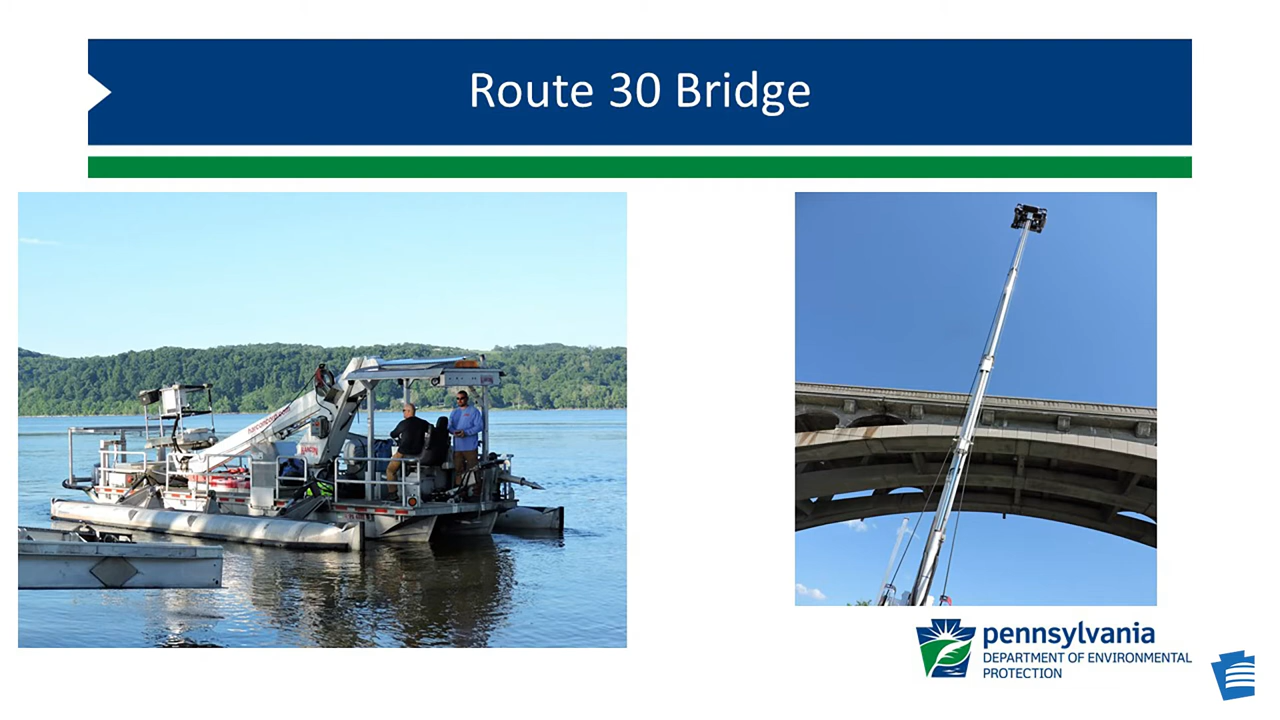 Route 30 Bridge
pennsylvania
DEPARTMENT OF ENVIRONMENTAL
PROTECTION